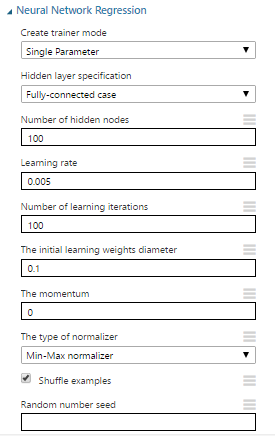 Neural Network Regression
Create trainer mode
Single Parameter
Hidden layer specification
Fully-connected case
Number of hidden nodes
100
Learning rate
0.005
Number of learning iterations
100
The initial learning weights diameter
0.1
The momentum
0
The type of normalizer
Min-Max normalizer
Shuffle examples
Random number seed